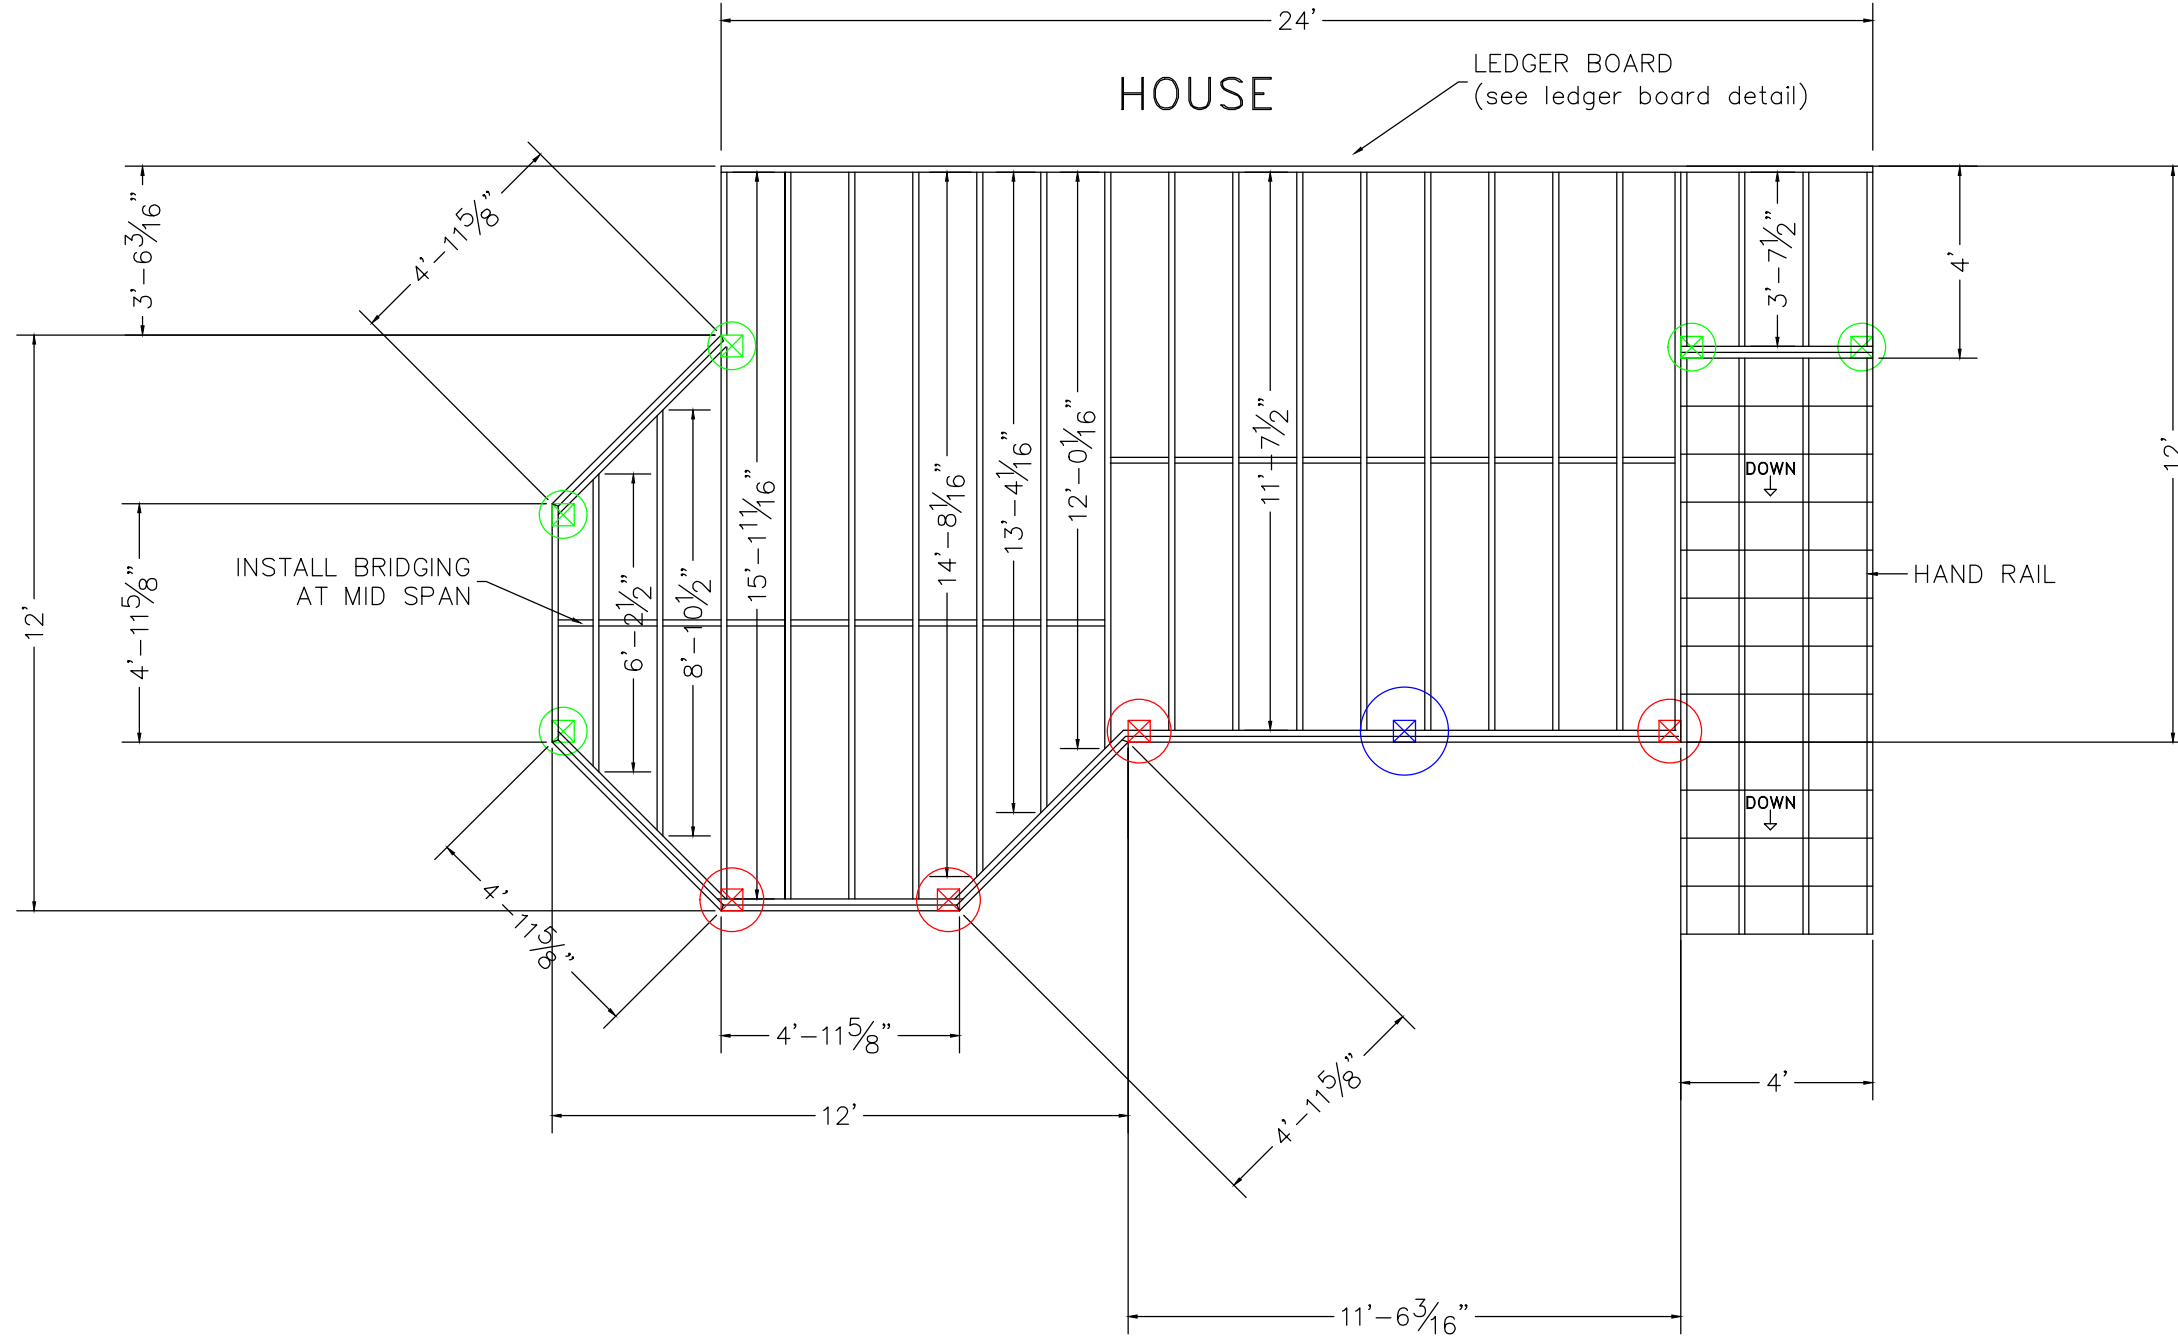 24'
HOUSE
LEDGER BOARD
(see ledger board detail)
3'-6 3/16"
4'-11 5/8"
3'-7 1/2"
4'
12'
15'-1 11/16"
14'-8 1/16"
13'-4 1/16"
12'-0 1/16"
11'-7 1/2"
DOWN
INSTALL BRIDGING
AT MID SPAN
HAND RAIL
12'
4'-11 5/8"
6'-2 1/2"
8'-10 1/2"
DOWN
4'-11 5/8"
4'-11 5/8"
4'-11 5/8"
4'
12'
11'-6 3/16"